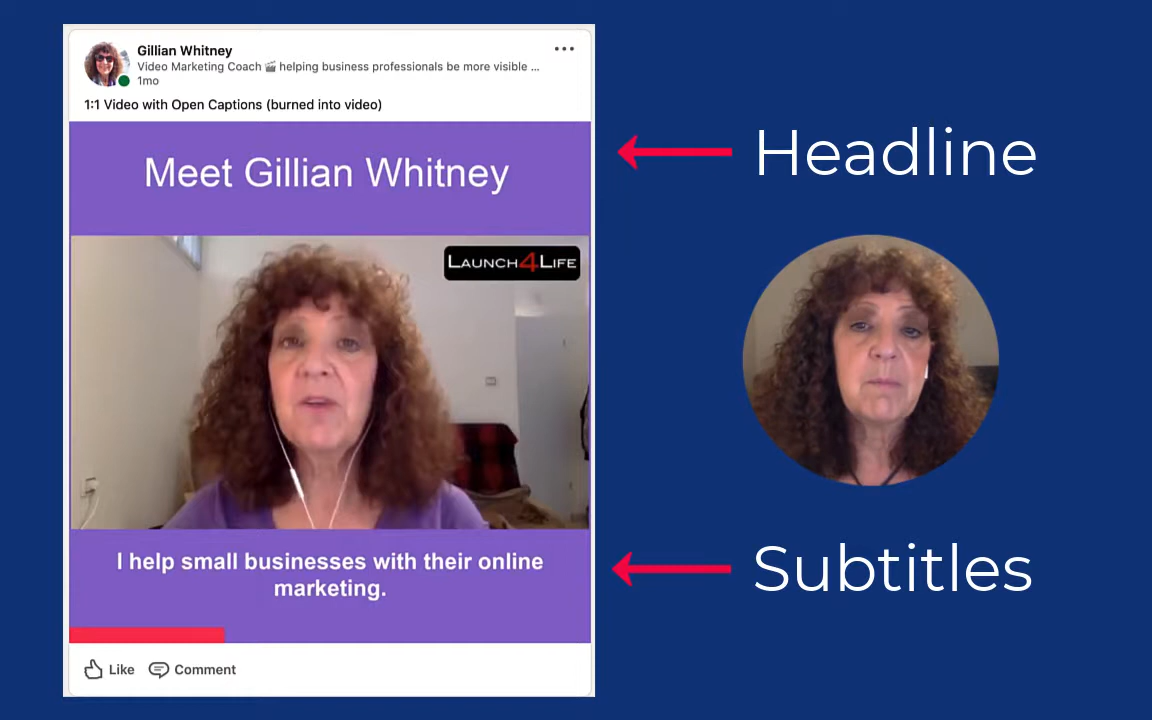 Gillian Whitney
Video Marketing Coach 🎬 helping business professionals be more visible ...
1mo
1:1 Video with Open Captions (burned into video)
Meet Gillian Whitney
LAUNCH4LIFE
I help small businesses with their online
marketing.
Like Comment
Headline
Subtitles